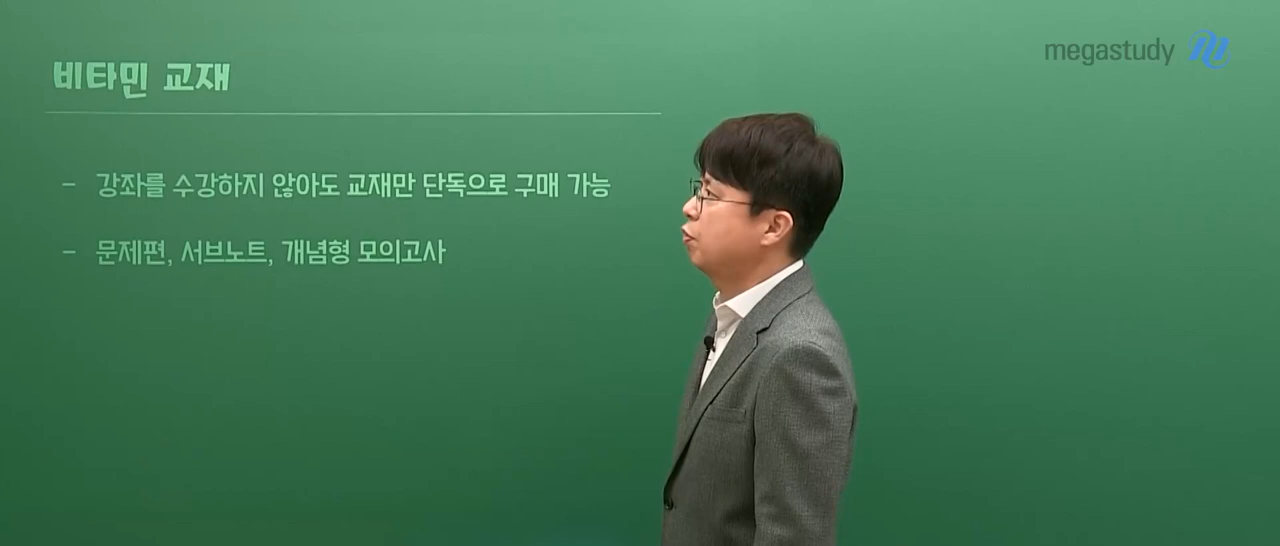 비타민 교재
megastudy
- 강좌를 수강하지 않아도 교재만 단독으로 구매 가능
- 문제편, 서브노트, 개념형 모의고사